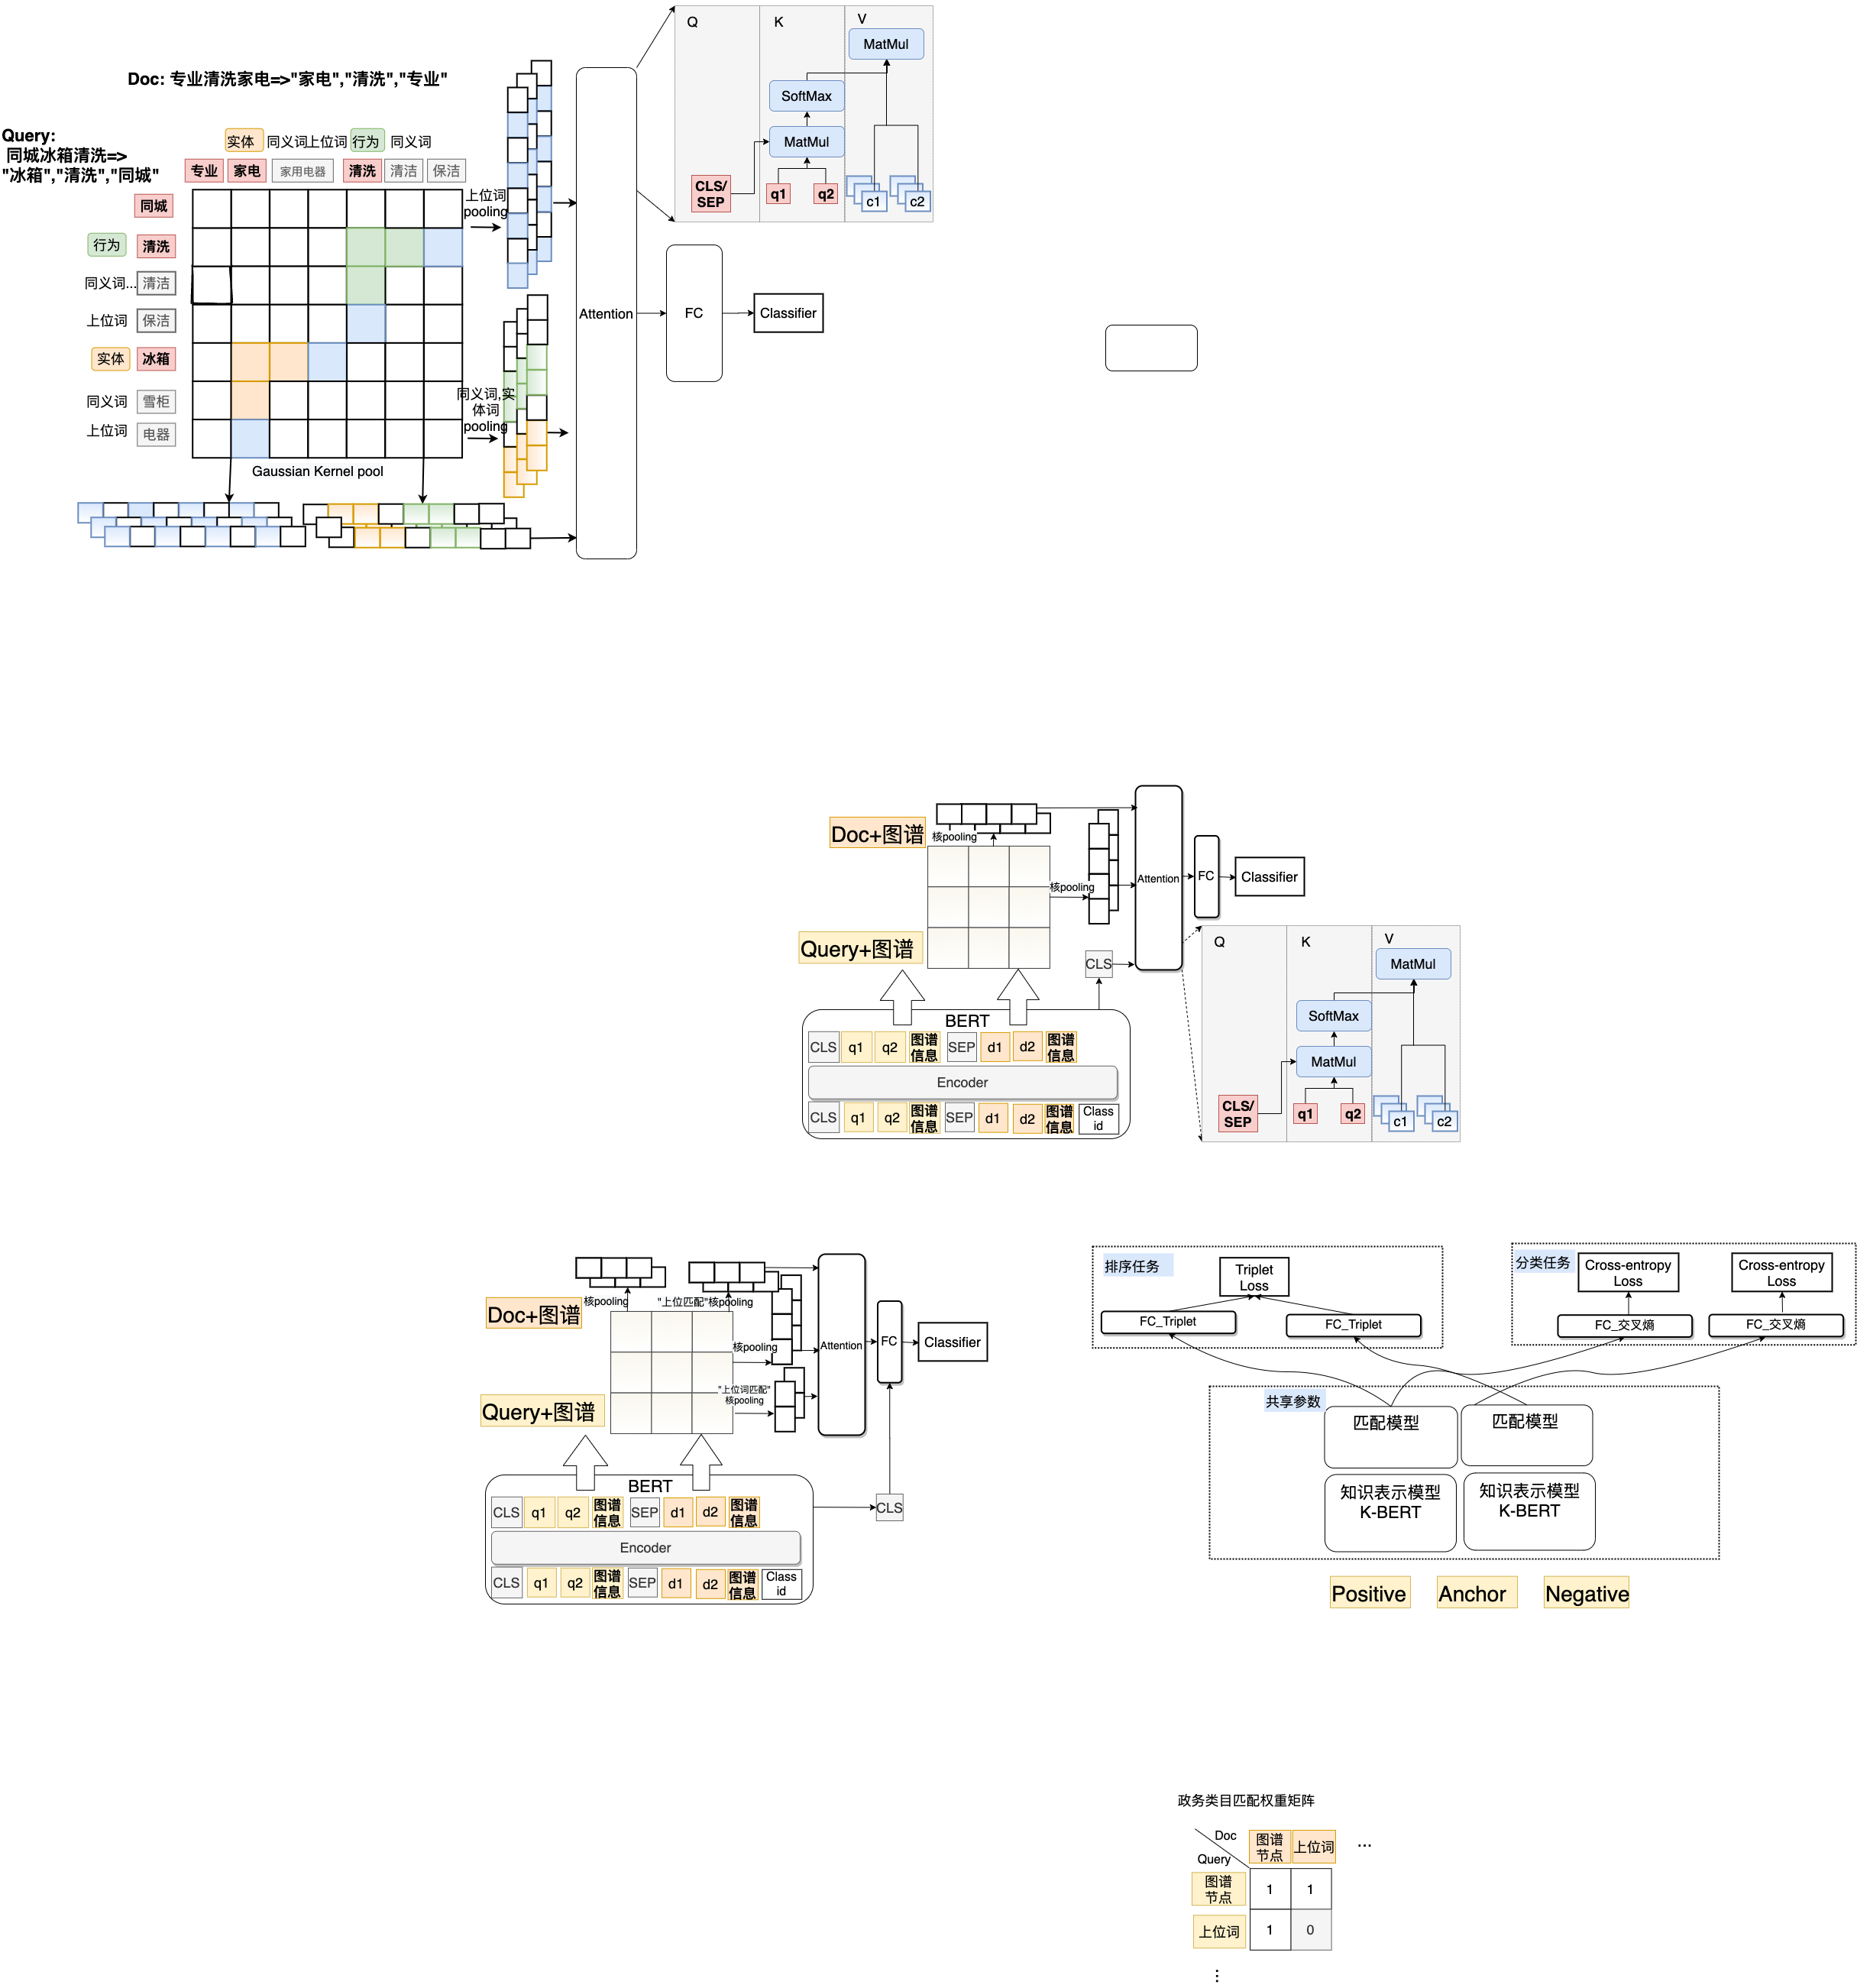 Doc: 专业清洗家电=>"家电","清洗","专业"
Query:
同城冰箱清洗=>
"冰箱","清洗","同城"
实体 同义词上位词 行为 同义词
专业 家电 家用电器 清洗 清洁 保洁
同城
行为 清洗
同义词... 清洁
上位词 保洁
实体 冰箱
同义词 雪柜
上位词 电器
上位词
pooling
同义词,实
体词
pooling
Gaussian Kernel pool
Attention
FC
Classifier
Q K V
MatMul
SoftMax
MatMul
CLS/
SEP
q1 q2 c1 c2
Doc+图谱
核pooling
核pooling
Query+图谱
Attention
FC
Classifier
CLS
BERT
CLS q1 q2 图谱
信息 SEP d1 d2 图谱
信息
Encoder
CLS q1 q2 图谱
信息 SEP d1 d2 图谱
信息 Class
id
Q K V
MatMul
SoftMax
MatMul
CLS/
SEP
q1 q2 c1 c2
Doc+图谱
核pooling
"上位匹配"核pooling
核pooling
"上位词匹配"
核pooling
Query+图谱
Attention
FC
Classifier
CLS
BERT
CLS q1 q2 图谱
信息 SEP d1 d2 图谱
信息
Encoder
CLS q1 q2 图谱
信息 SEP d1 d2 图谱
信息 Class
id
排序任务
Triplet
Loss
FC_Triplet FC_Triplet
分类任务
Cross-entropy
Loss
Cross-entropy
Loss
FC_交叉熵 FC_交叉熵
共享参数
匹配模型 匹配模型
知识表示模型
K-BERT
知识表示模型
K-BERT
Positive Anchor Negative
政务类目匹配权重矩阵
Doc
Query
图谱
节点 上位词 ...
图谱
节点 1 1
上位词 1 0
...